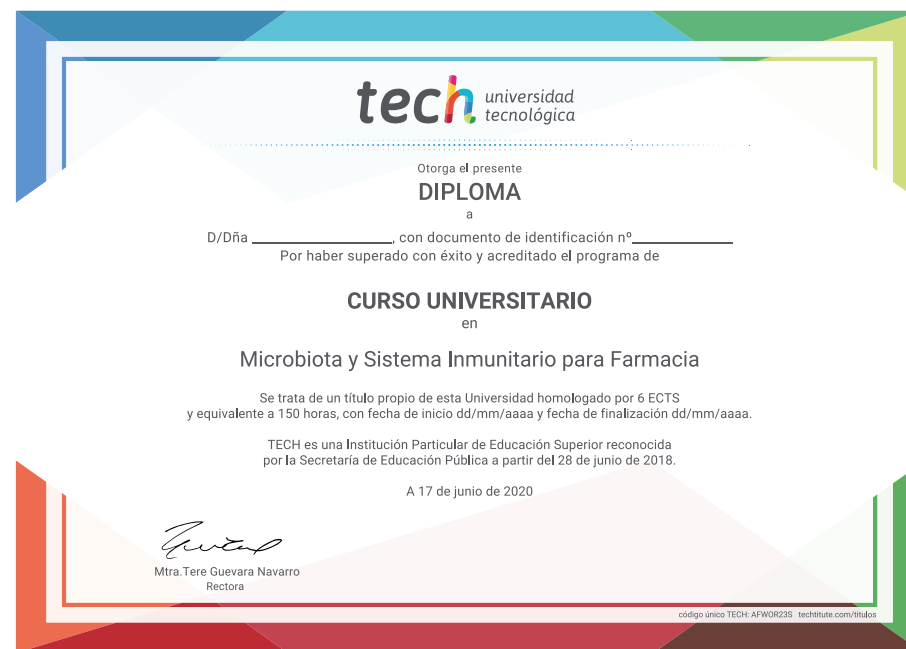 tech universidad
tecnológica
Otorga el presente
DIPLOMA
a
D/Dña ____________________, con documento de identificación nº______________
Por haber superado con éxito y acreditado el programa de
CURSO UNIVERSITARIO
en
Microbiota y Sistema Inmunitario para Farmacia
Se trata de un título propio de esta Universidad homologado por 6 ECTS
y equivalente a 150 horas, con fecha de inicio dd/mm/aaaa y fecha de finalización dd/mm/aaaa.
TECH es una Institución Particular de Educación Superior reconocida
por la Secretaría de Educación Pública a partir del 28 de junio de 2018.
A 17 de junio de 2020
Mtra.Tere Guevara Navarro
Rectora
código único TECH: AFWOR23S techtitute.com/titulos